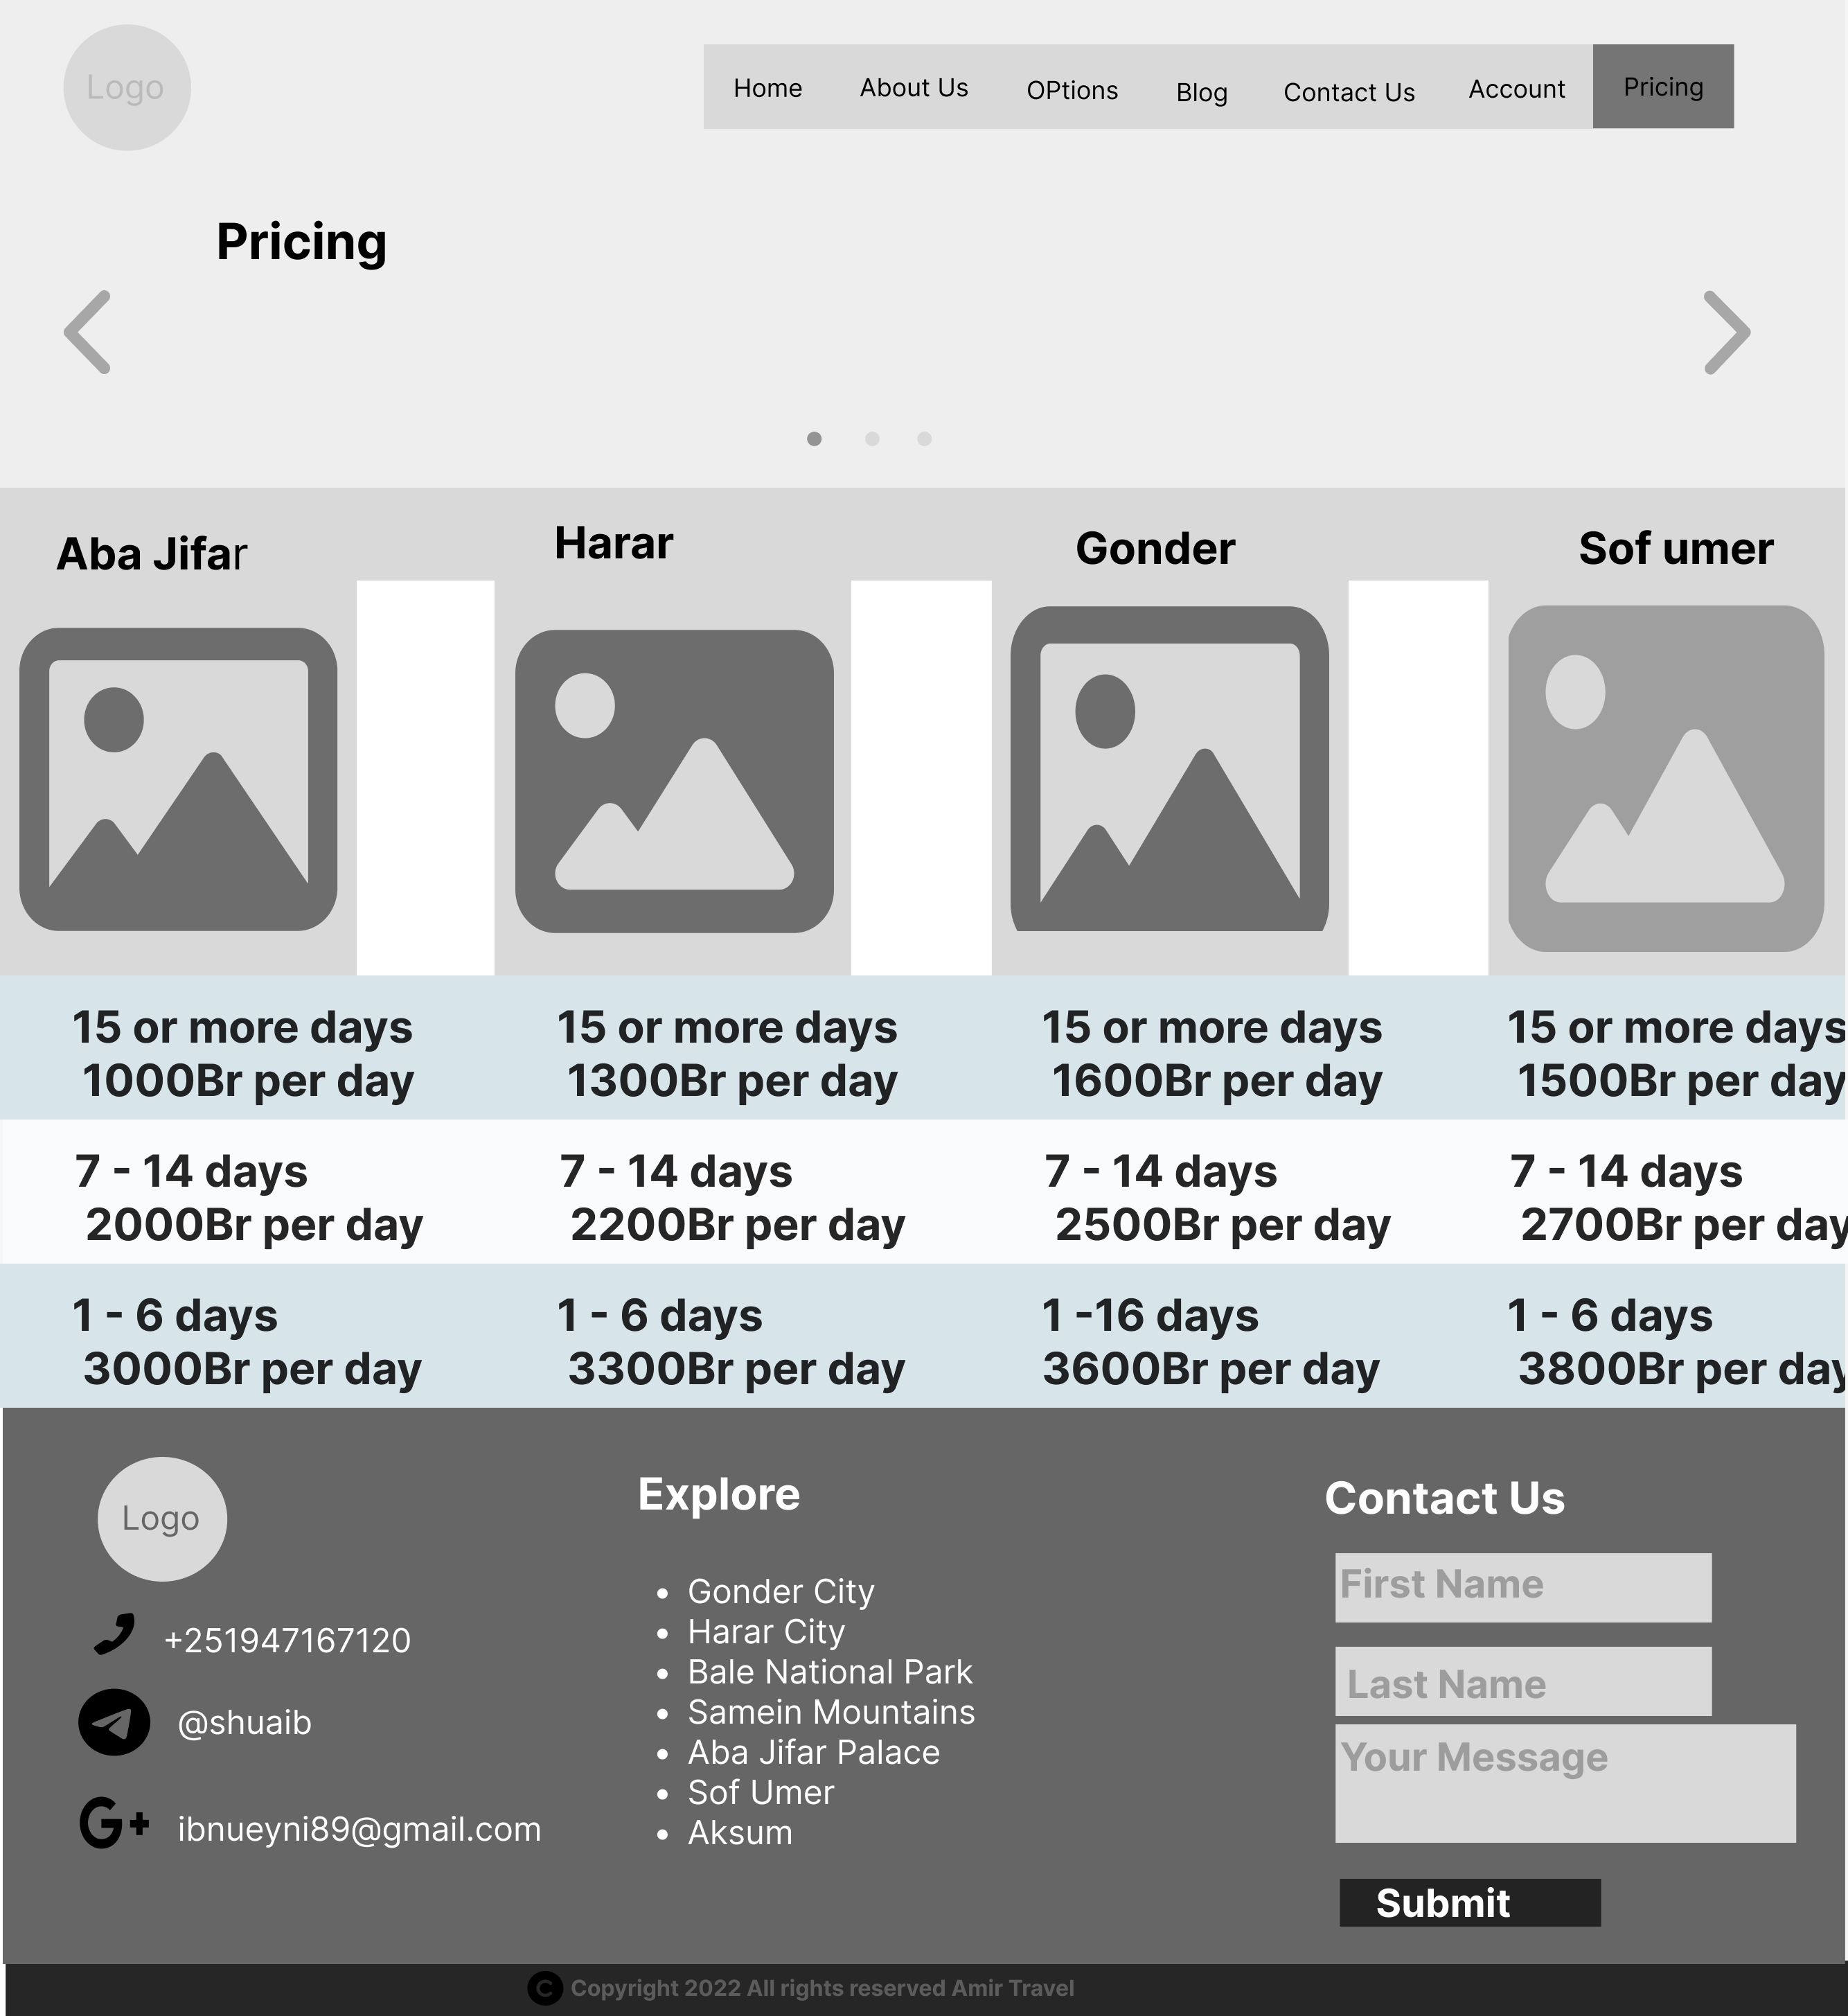 Logo
Home About Us OPtions Blog Contact Us Account Pricing
Pricing
Aba Jifar Harar Gonder Sof umer
15 or more days 15 or more days 15 or more days 15 or more days
1000Br per day 1300Br per day 1600Br per day 1500Br per day
7 - 14 days 7 - 14 days 7 - 14 days 7 - 14 days
2000Br per day 2200Br per day 2500Br per day 2700Br per day
1 - 6 days 1 - 6 days 1 -16 days 1 - 6 days
3000Br per day 3300Br per day 3600Br per day 3800Br per day
Logo
+251947167120
@shuaib
G+ ibnueyni89@gmail.com
Explore
• Gonder City
• Harar City
• Bale National Park
• Samein Mountains
• Aba Jifar Palace
• Sof Umer
• Aksum
Contact Us
First Name
Last Name
Your Message
Submit
© Copyright 2022 All rights reserved Amir Travel